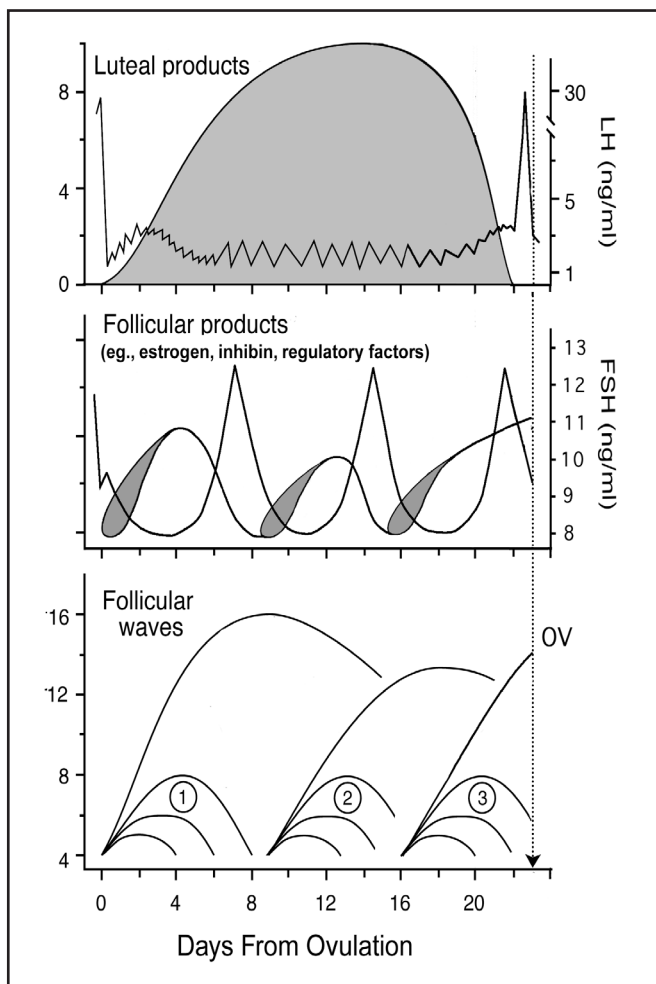 Luteal products
8
4
0
30
5
1
LH (ng/ml)
Follicular products
(eg., estrogen, inhibin, regulatory factors)
13
12
11
10
9
8
FSH (ng/ml)
Follicular
waves
16
12
8
4
OV
1
2
3
0 4 8 12 16 20
Days From Ovulation